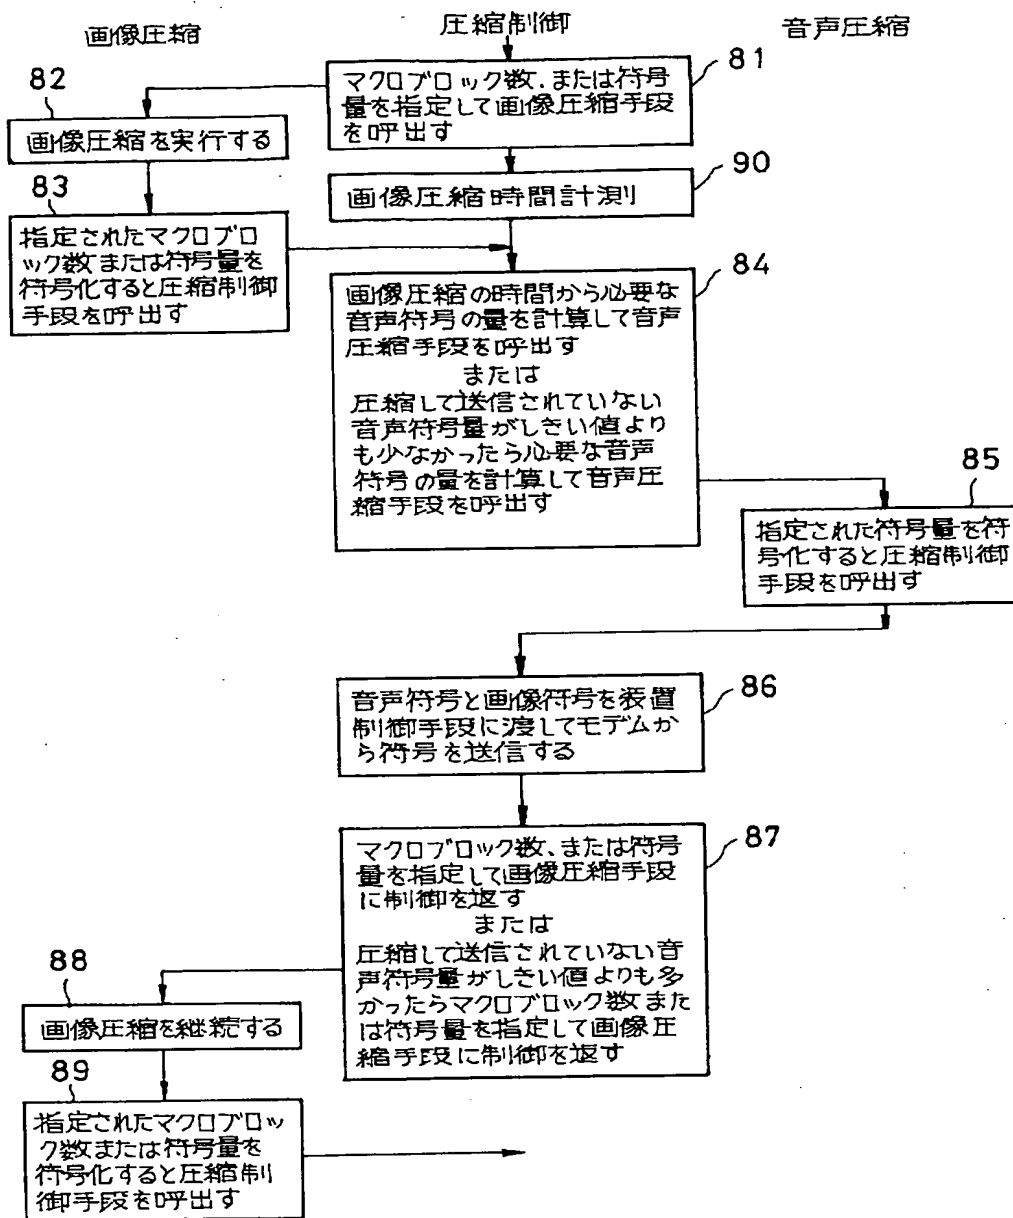 画像圧縮
圧縮制御
音声圧縮
81
マクロブロック数、または符号
量を指定して画像圧縮手段
を呼出す
82
画像圧縮を実行する
90
画像圧縮時間計測
83
指定されたマクロブロ
ック数または符号量を
符号化すると圧縮制御
手段を呼出す
84
画像圧縮の時間から必要な
音声符号の量を計算して音声
圧縮手段を呼出す
または
圧縮して送信されていない
音声符号量がしきい値より
も少なかったら必要な音声
符号の量を計算して音声圧
縮手段を呼出す
85
指定された符号量を符
号化すると圧縮制御
手段を呼出す
86
音声符号と画像符号を装置
制御手段に渡してモデムか
ら符号を送信する
87
マクロブロック数、または符号
量を指定して画像圧縮手段
に制御を返す
または
圧縮して送信されていない音
声符号量がしきい値よりも多
かったらマクロブロック数また
は符号量を指定して画像圧
縮手段に制御を返す
88
画像圧縮を継続する
89
指定されたマクロブロッ
ク数または符号量を
符号化すると圧縮制
御手段を呼出す